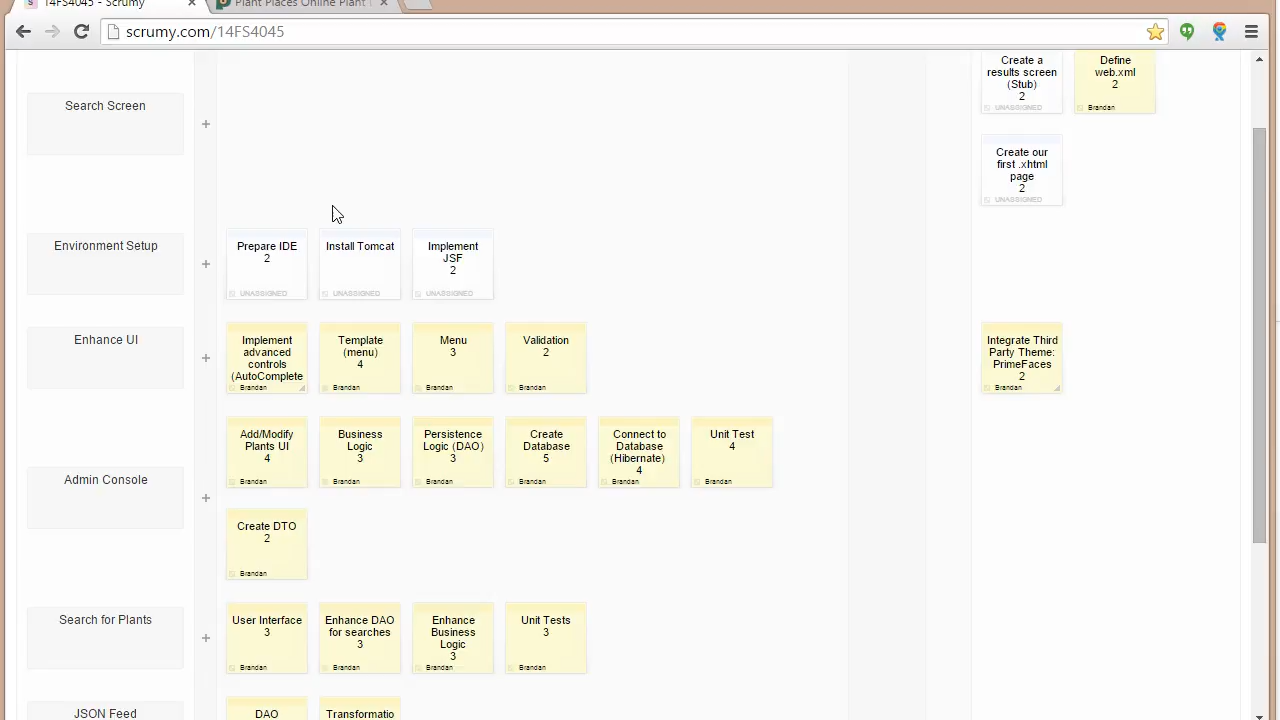 14FS4045 - Scrumy
Plant Places Online Plant
scrumy.com/14FS4045
Search Screen
Create a
results screen
(Stub)
2
UNASSIGNED
Define
web.xml
2
Brandan
Create our
first .xhtml
page
2
UNASSIGNED
Environment Setup
Prepare IDE
2
UNASSIGNED
Install Tomcat
UNASSIGNED
Implement
JSF
2
UNASSIGNED
Enhance UI
Implement
advanced
controls
(AutoComplete
Brandan
Template
(menu)
4
Brandan
Menu
3
Brandan
Validation
2
Brandan
Integrate Third
Party Theme:
PrimeFaces
2
Brandan
Admin Console
Add/Modify
Plants UI
4
Brandan
Business
Logic
3
Brandan
Persistence
Logic (DAO)
3
Brandan
Create
Database
5
Brandan
Connect to
Database
(Hibernate)
4
Brandan
Unit Test
4
Brandan
Create DTO
2
Brandan
Search for Plants
User Interface
3
Brandan
Enhance DAO
for searches
3
Brandan
Enhance
Business
Logic
3
Brandan
Unit Tests
3
Brandan
JSON Feed
DAO
Transformatio